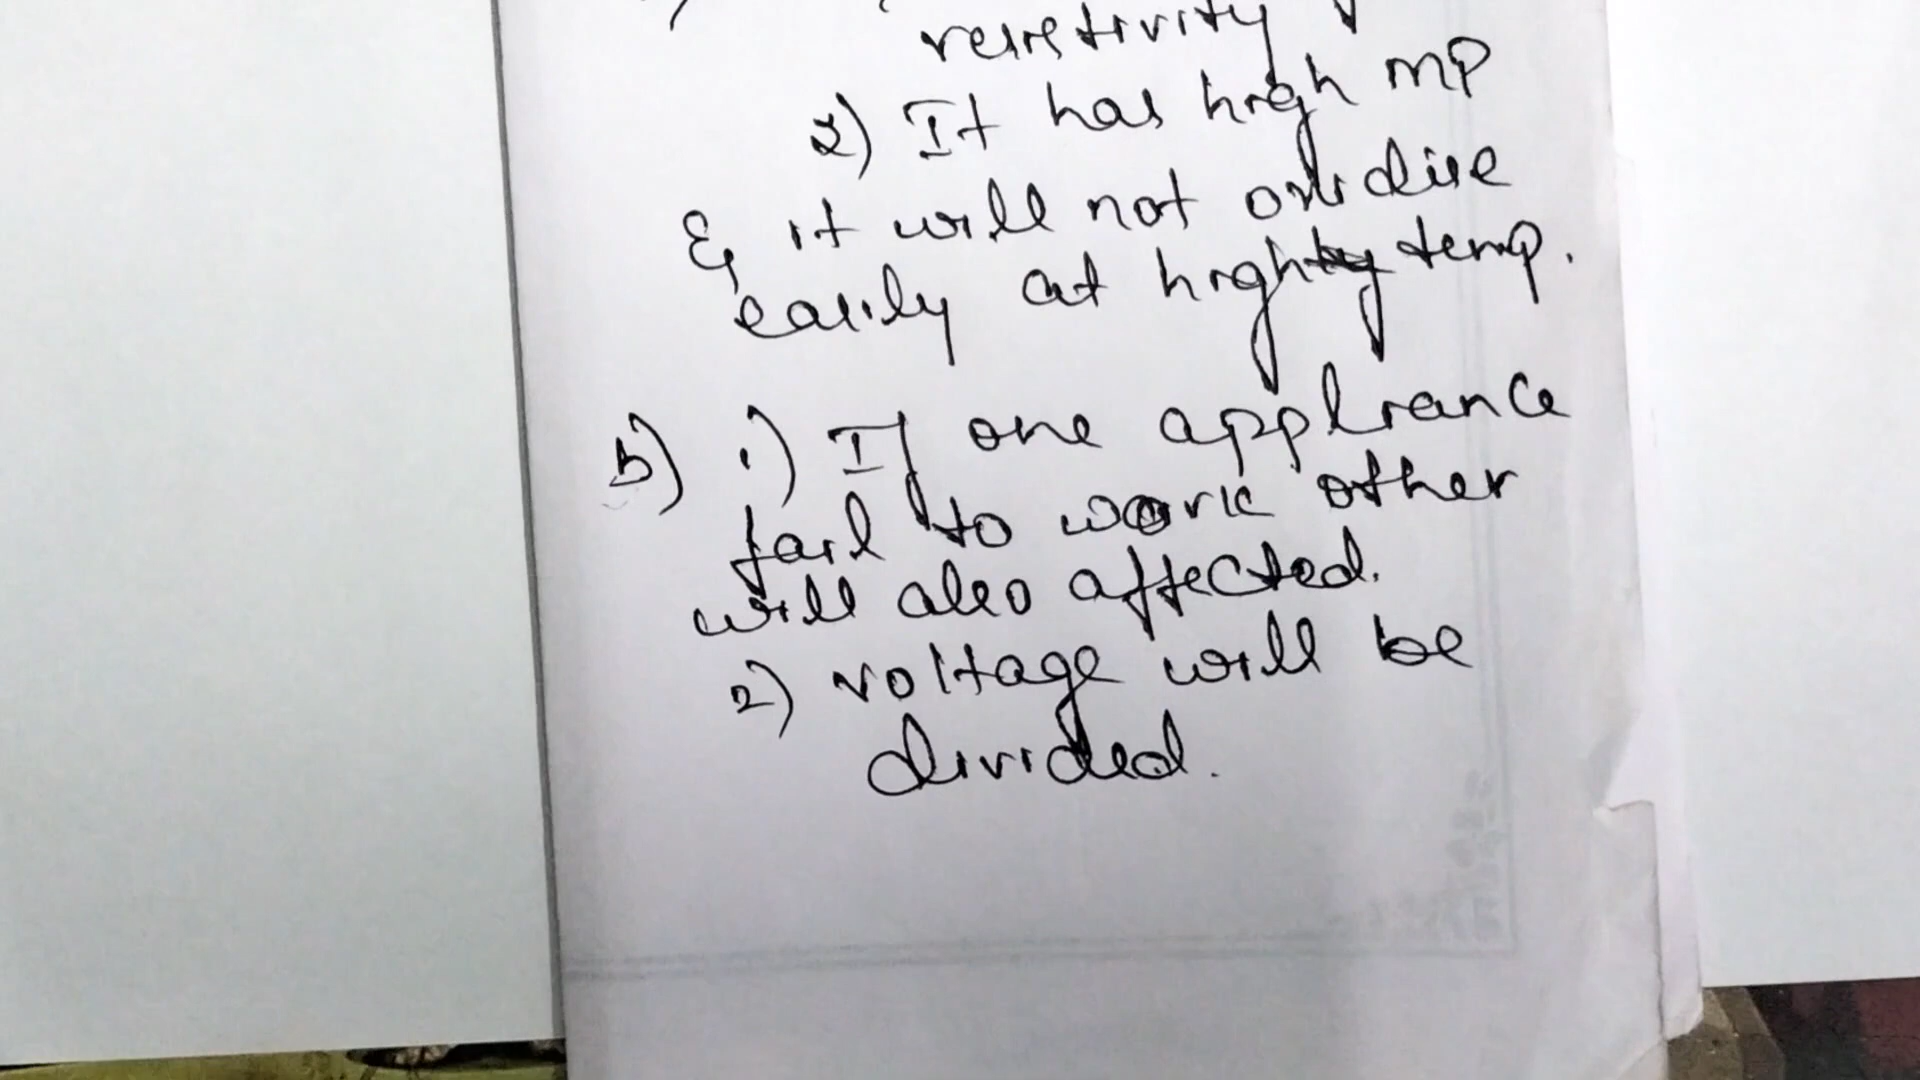 resistivity
2) It has high mp
& it will not oxidise
easily at high temp.
b) 1) If one appliance
fail to work other
will also affected.
2) voltage will be
divided.